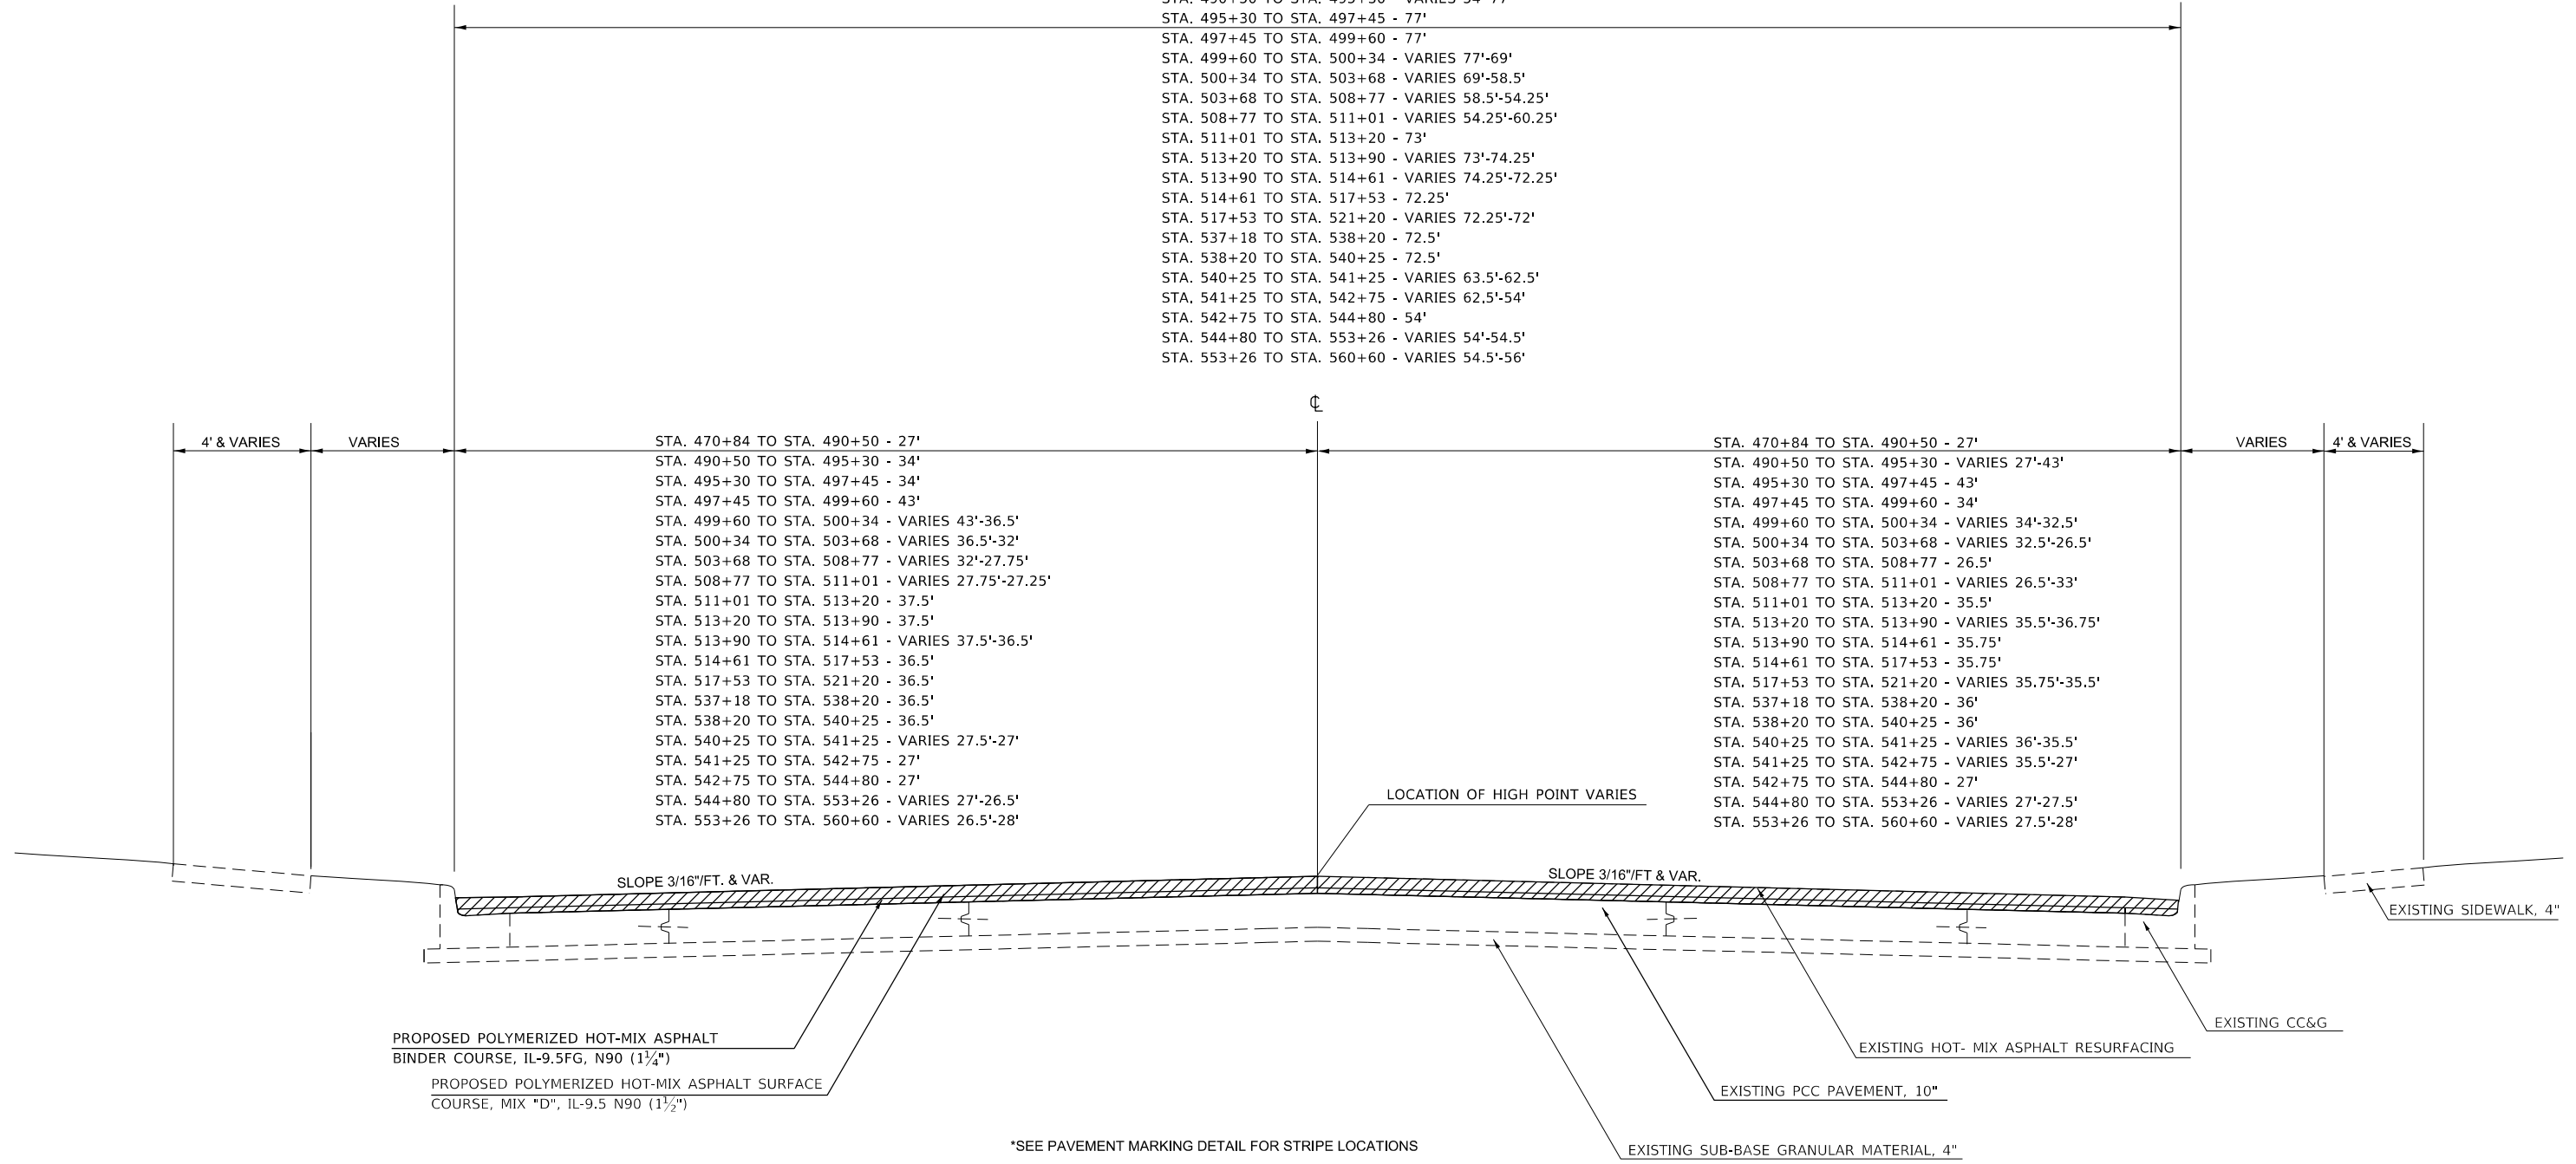 STA. 495+30 TO STA. 497+45 - 77'
STA. 497+45 TO STA. 499+60 - 77'
STA. 499+60 TO STA. 500+34 - VARIES 77'-69'
STA. 500+34 TO STA. 503+68 - VARIES 69'-58.5'
STA. 503+68 TO STA. 508+77 - VARIES 58.5'-54.25'
STA. 508+77 TO STA. 511+01 - VARIES 54.25'-60.25'
STA. 511+01 TO STA. 513+20 - 73'
STA. 513+20 TO STA. 513+90 - VARIES 73'-74.25'
STA. 513+90 TO STA. 514+61 - VARIES 74.25'-72.25'
STA. 514+61 TO STA. 517+53 - 72.25'
STA. 517+53 TO STA. 521+20 - VARIES 72.25'-72'
STA. 537+18 TO STA. 538+20 - 72.5'
STA. 538+20 TO STA. 540+25 - 72.5'
STA. 540+25 TO STA. 541+25 - VARIES 63.5'-62.5'
STA. 541+25 TO STA. 542+75 - VARIES 62.5'-54'
STA. 542+75 TO STA. 544+80 - 54'
STA. 544+80 TO STA. 553+26 - VARIES 54'-54.5'
STA. 553+26 TO STA. 560+60 - VARIES 54.5'-56'
℄
4' & VARIES
VARIES
STA. 470+84 TO STA. 490+50 - 27'
STA. 490+50 TO STA. 495+30 - 34'
STA. 495+30 TO STA. 497+45 - 34'
STA. 497+45 TO STA. 499+60 - 43'
STA. 499+60 TO STA. 500+34 - VARIES 43'-36.5'
STA. 500+34 TO STA. 503+68 - VARIES 36.5'-32'
STA. 503+68 TO STA. 508+77 - VARIES 32'-27.75'
STA. 508+77 TO STA. 511+01 - VARIES 27.75'-27.25'
STA. 511+01 TO STA. 513+20 - 37.5'
STA. 513+20 TO STA. 513+90 - 37.5'
STA. 513+90 TO STA. 514+61 - VARIES 37.5'-36.5'
STA. 514+61 TO STA. 517+53 - 36.5'
STA. 517+53 TO STA. 521+20 - 36.5'
STA. 537+18 TO STA. 538+20 - 36.5'
STA. 538+20 TO STA. 540+25 - 36.5'
STA. 540+25 TO STA. 541+25 - VARIES 27.5'-27'
STA. 541+25 TO STA. 542+75 - 27'
STA. 542+75 TO STA. 544+80 - 27'
STA. 544+80 TO STA. 553+26 - VARIES 27'-26.5'
STA. 553+26 TO STA. 560+60 - VARIES 26.5'-28'
STA. 470+84 TO STA. 490+50 - 27'
STA. 490+50 TO STA. 495+30 - VARIES 27'-43'
STA. 495+30 TO STA. 497+45 - 43'
STA. 497+45 TO STA. 499+60 - 34'
STA. 499+60 TO STA. 500+34 - VARIES 34'-32.5'
STA. 500+34 TO STA. 503+68 - VARIES 32.5'-26.5'
STA. 503+68 TO STA. 508+77 - 26.5'
STA. 508+77 TO STA. 511+01 - VARIES 26.5'-33'
STA. 511+01 TO STA. 513+20 - 35.5'
STA. 513+20 TO STA. 513+90 - VARIES 35.5'-36.75'
STA. 513+90 TO STA. 514+61 - 35.75'
STA. 514+61 TO STA. 517+53 - 35.75'
STA. 517+53 TO STA. 521+20 - VARIES 35.75'-35.5'
STA. 537+18 TO STA. 538+20 - 36'
STA. 538+20 TO STA. 540+25 - 36'
STA. 540+25 TO STA. 541+25 - VARIES 36'-35.5'
STA. 541+25 TO STA. 542+75 - VARIES 35.5'-27'
STA. 542+75 TO STA. 544+80 - 27'
STA. 544+80 TO STA. 553+26 - VARIES 27'-27.5'
STA. 553+26 TO STA. 560+60 - VARIES 27.5'-28'
VARIES
4' & VARIES
LOCATION OF HIGH POINT VARIES
SLOPE 3/16"/FT. & VAR.
SLOPE 3/16"/FT & VAR.
EXISTING SIDEWALK, 4"
EXISTING CC&G
EXISTING HOT- MIX ASPHALT RESURFACING
PROPOSED POLYMERIZED HOT-MIX ASPHALT
BINDER COURSE, IL-9.5FG, N90 (1¼")
PROPOSED POLYMERIZED HOT-MIX ASPHALT SURFACE
COURSE, MIX "D", IL-9.5 N90 (1½")
EXISTING PCC PAVEMENT, 10"
EXISTING SUB-BASE GRANULAR MATERIAL, 4"
*SEE PAVEMENT MARKING DETAIL FOR STRIPE LOCATIONS